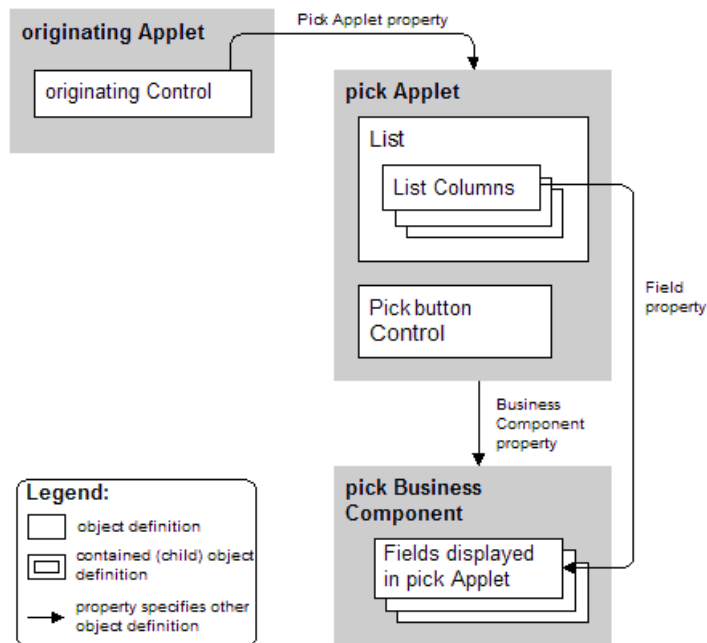 originating Applet
originating Control
Pick Applet property
pick Applet
List
List Columns
Pick button
Control
Field
property
Business
Component
property
pick Business
Component
Fields displayed
in pick Applet
Legend:
object definition
contained (child) object
definition
property specifies other
object definition